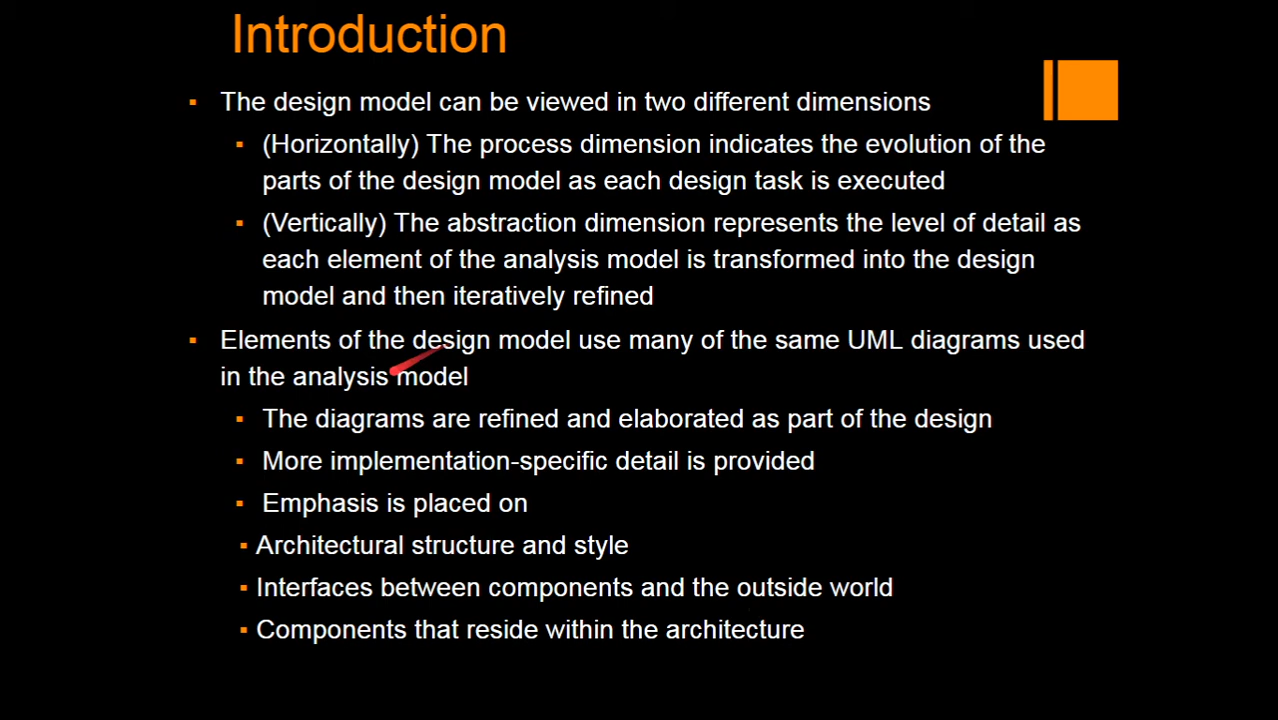 Introduction
▪ The design model can be viewed in two different dimensions
▪ (Horizontally) The process dimension indicates the evolution of the
parts of the design model as each design task is executed
▪ (Vertically) The abstraction dimension represents the level of detail as
each element of the analysis model is transformed into the design
model and then iteratively refined
▪ Elements of the design model use many of the same UML diagrams used
in the analysis model
▪ The diagrams are refined and elaborated as part of the design
▪ More implementation-specific detail is provided
▪ Emphasis is placed on
▪ Architectural structure and style
▪ Interfaces between components and the outside world
▪ Components that reside within the architecture